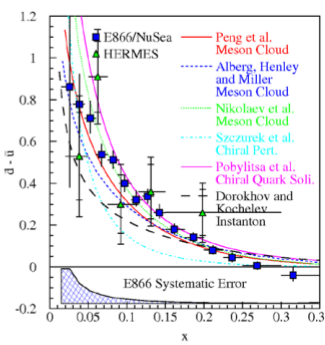 1.2
1
0.8
0.6
0.4
0.2
0
-0.2
d - ū
E866/NuSea
HERMES
Peng et al.
Meson Cloud
Alberg, Henley
and Miller
Meson Cloud
Nikolaev et al.
Meson Cloud
Szczurek et al.
Chiral Pert.
Pobylitsa et al.
Chiral Quark Soli.
Dorokhov and
Kochelev
Instanton
E866 Systematic Error
0 0.05 0.1 0.15 0.2 0.25 0.3
x